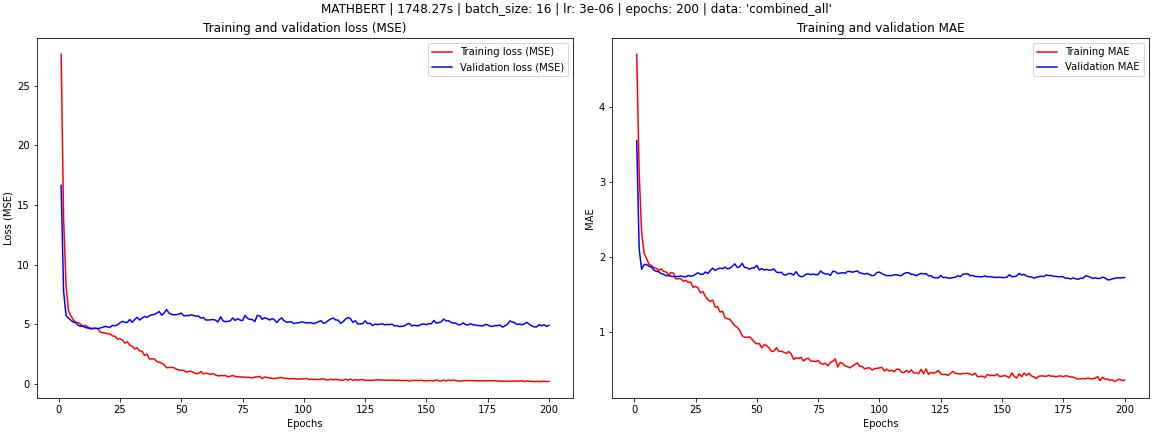 MATHBERT | 1748.27s | batch_size: 16 | lr: 3e-06 | epochs: 200 | data: 'combined_all'
Training and validation loss (MSE)
Training loss (MSE)
Validation loss (MSE)
Loss (MSE)
25
20
15
10
5
0
0 25 50 75 100 125 150 175 200
Epochs
Training and validation MAE
Training MAE
Validation MAE
MAE
4
3
2
1
0 25 50 75 100 125 150 175 200
Epochs